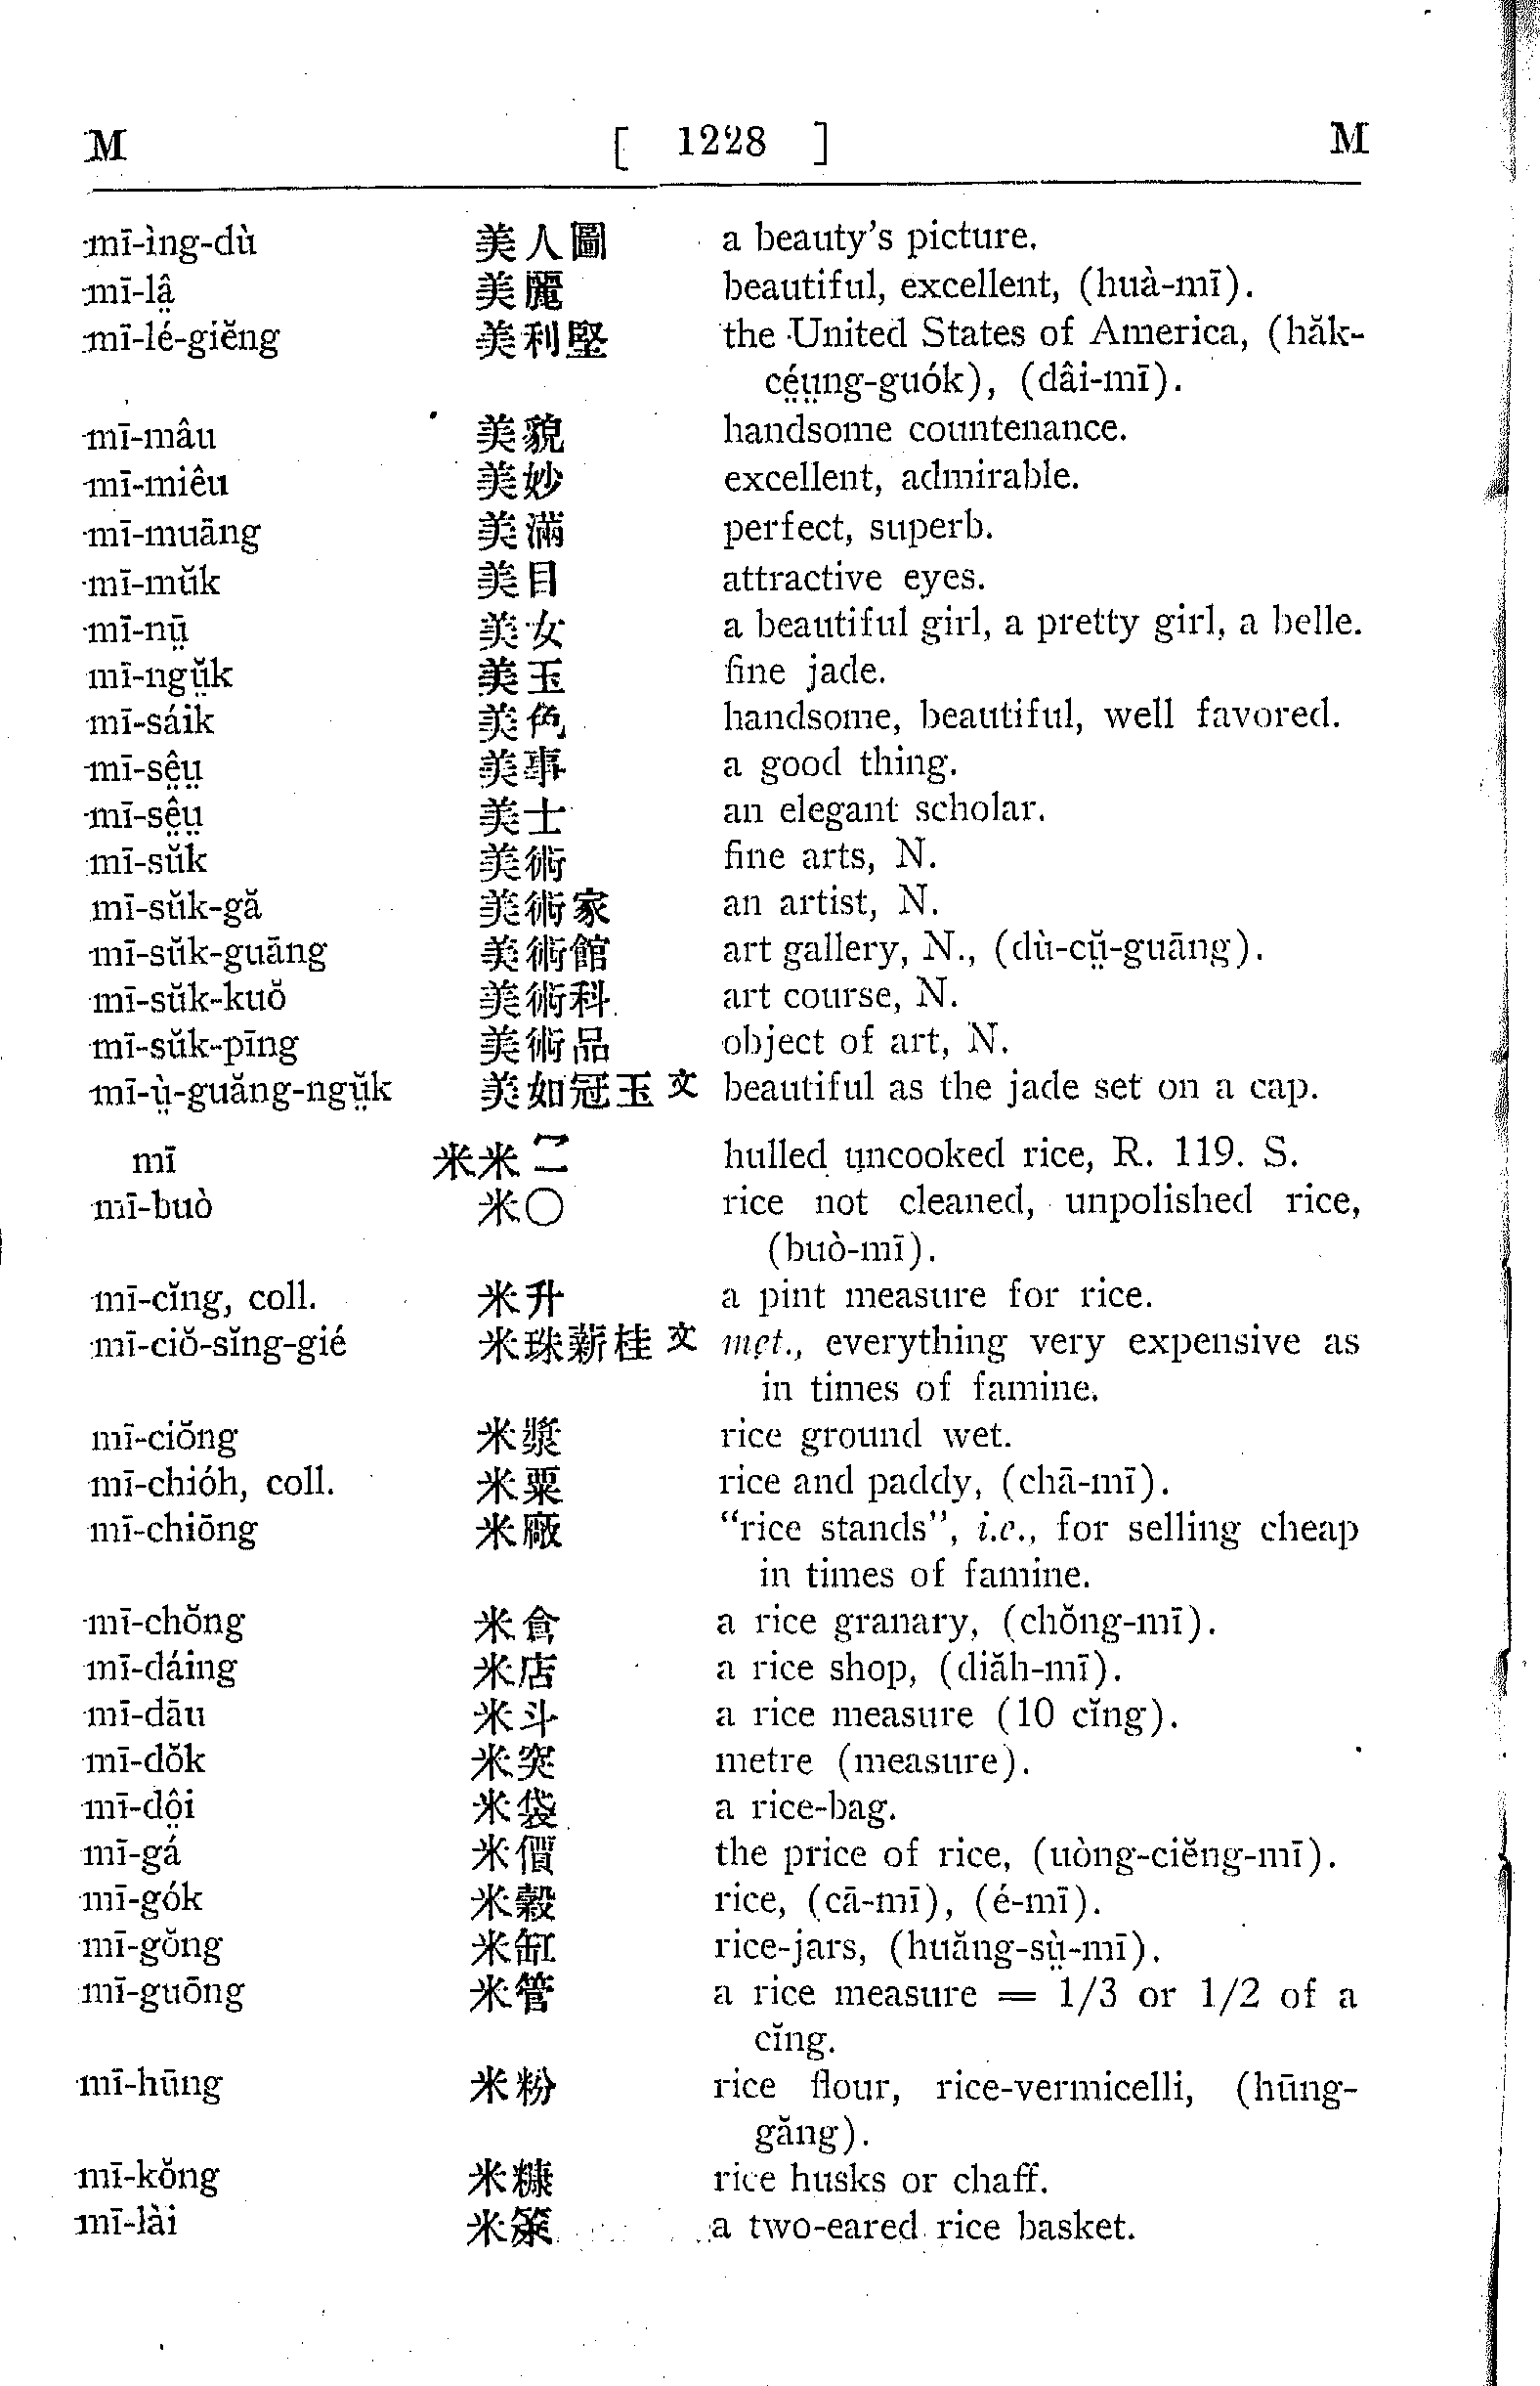 M [ 1228 ] M
mī-ìng-dù 美人圖 a beauty's picture.
mī-lâ̤ 美麗 beautiful, excellent, (huà-mī).
mī-lé-giĕng 美利堅 the United States of America, (hăk-
cé̤ṳng-guók), (dâi-mī).
mī-mâu 美貌 handsome countenance.
mī-miêu 美妙 excellent, admirable.
mī-muāng 美滿 perfect, superb.
mī-mŭk 美目 attractive eyes.
mī-nṳ̄ 美女 a beautiful girl, a pretty girl, a belle.
mī-ngṳ̆k 美玉 fine jade.
mī-sáik 美色 handsome, beautiful, well favored.
mī-sê̤ṳ 美事 a good thing.
mī-sê̤ṳ 美士 an elegant scholar.
mī-sŭk 美術 fine arts, N.
mī-sŭk-gă 美術家 an artist, N.
mī-sŭk-guāng 美術館 art gallery, N., (dù-cṳ̆-guāng).
mī-sŭk-kuŏ 美術科 art course, N.
mī-sŭk-pīng 美術品 object of art, N.
mī-ṳ̀-guăng-ngṳ̆k 美如冠玉文 beautiful as the jade set on a cap.
mī 米米 hulled uncooked rice, R. 119. S.
mī-buò 米〇 rice not cleaned, unpolished rice,
(buò-mī).
mī-cĭng, coll. 米升 a pint measure for rice.
mī-ciŏ-sĭng-gié 米珠薪桂文 met., everything very expensive as
in times of famine.
mī-ciŏng 米漿 rice ground wet.
mī-chióh, coll. 米粟 rice and paddy, (chā-mī).
mī-chiōng 米廠 "rice stands", i.e., for selling cheap
in times of famine.
mī-chŏng 米倉 a rice granary, (chŏng-mī).
mī-dáing 米店 a rice shop, (diăh-mī).
mī-dāu 米斗 a rice measure (10 cĭng).
mī-dŏk 米突 metre (measure).
mī-dô̤i 米袋 a rice-bag.
mī-gá 米價 the price of rice, (uòng-ciĕng-mī).
mī-gók 米穀 rice, (cā-mī), (é-mī).
mī-gŏng 米缸 rice-jars, (huăng-sṳ̀-mī).
mī-guōng 米管 a rice measure = 1/3 or 1/2 of a
cĭng.
mī-hūng 米粉 rice flour, rice-vermicelli, (hūng-
găng).
mī-kŏng 米糠 rice husks or chaff.
mī-lài 米 a two-eared rice basket.